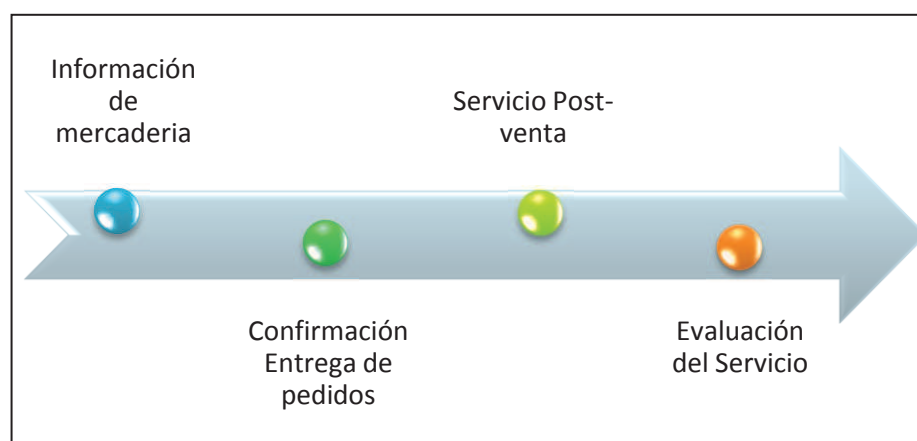 Información
de
mercaderia
Confirmación
Entrega de
pedidos
Servicio Post-
venta
Evaluación
del Servicio